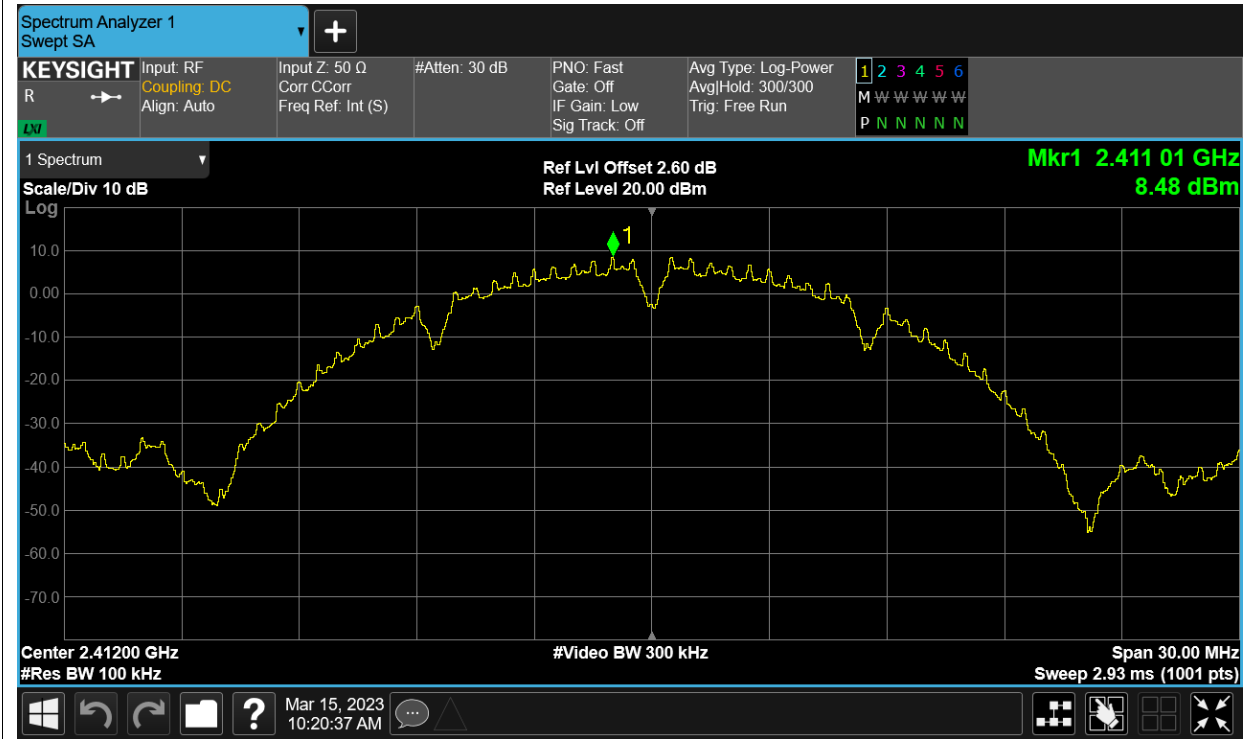 Spectrum Analyzer 1
Swept SA
KEYSIGHT
R
LXI
Input: RF
Coupling: DC
Align: Auto
Input Z: 50 Ω
Corr CCorr
Freq Ref: Int (S)
#Atten: 30 dB
PNO: Fast
Gate: Off
IF Gain: Low
Sig Track: Off
Avg Type: Log-Power
Avg|Hold: 300/300
Trig: Free Run
1 2 3 4 5 6
M W W W W W
P N N N N N
1 Spectrum
Scale/Div 10 dB
Log
Ref Lvl Offset 2.60 dB
Ref Level 20.00 dBm
Mkr1 2.411 01 GHz
8.48 dBm
1
10.0
0.00
-10.0
-20.0
-30.0
-40.0
-50.0
-60.0
-70.0
Center 2.41200 GHz
#Res BW 100 kHz
#Video BW 300 kHz
Span 30.00 MHz
Sweep 2.93 ms (1001 pts)
?
Mar 15, 2023
10:20:37 AM